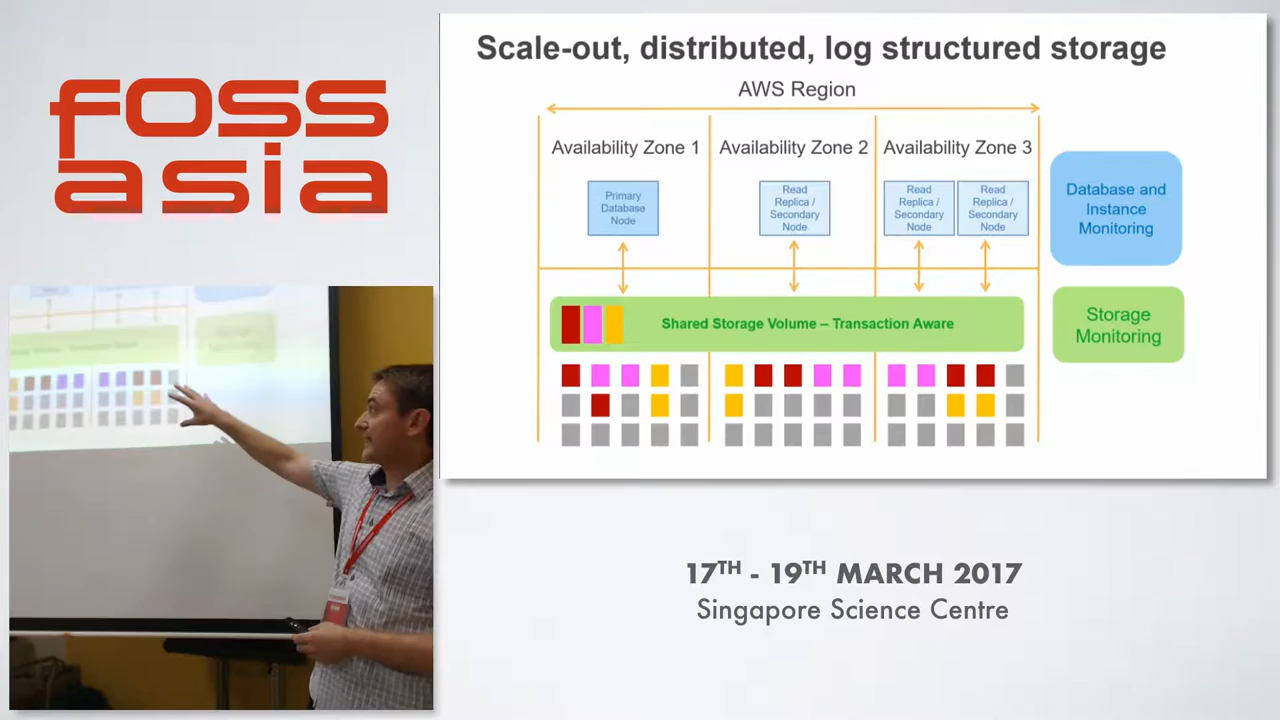 foss
asia
Scale-out, distributed, log structured storage
AWS Region
Availability Zone 1
Availability Zone 2
Availability Zone 3
Primary
Database
Node
Read
Replica /
Secondary
Node
Read
Replica /
Secondary
Node
Read
Replica /
Secondary
Node
Database and
Instance
Monitoring
Shared Storage Volume – Transaction Aware
Storage
Monitoring
17TH - 19TH MARCH 2017
Singapore Science Centre